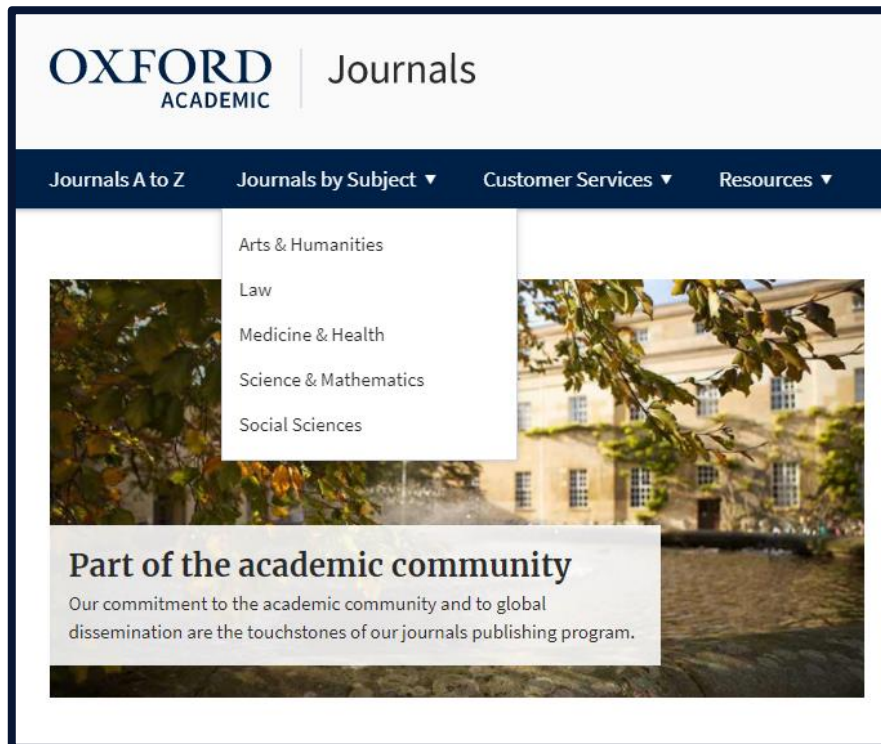 OXFORD
ACADEMIC
Journals
Journals A to Z
Journals by Subject ▼
Customer Services ▼
Resources ▼
Arts & Humanities
Law
Medicine & Health
Science & Mathematics
Social Sciences
Part of the academic community
Our commitment to the academic community and to global
dissemination are the touchstones of our journals publishing program.